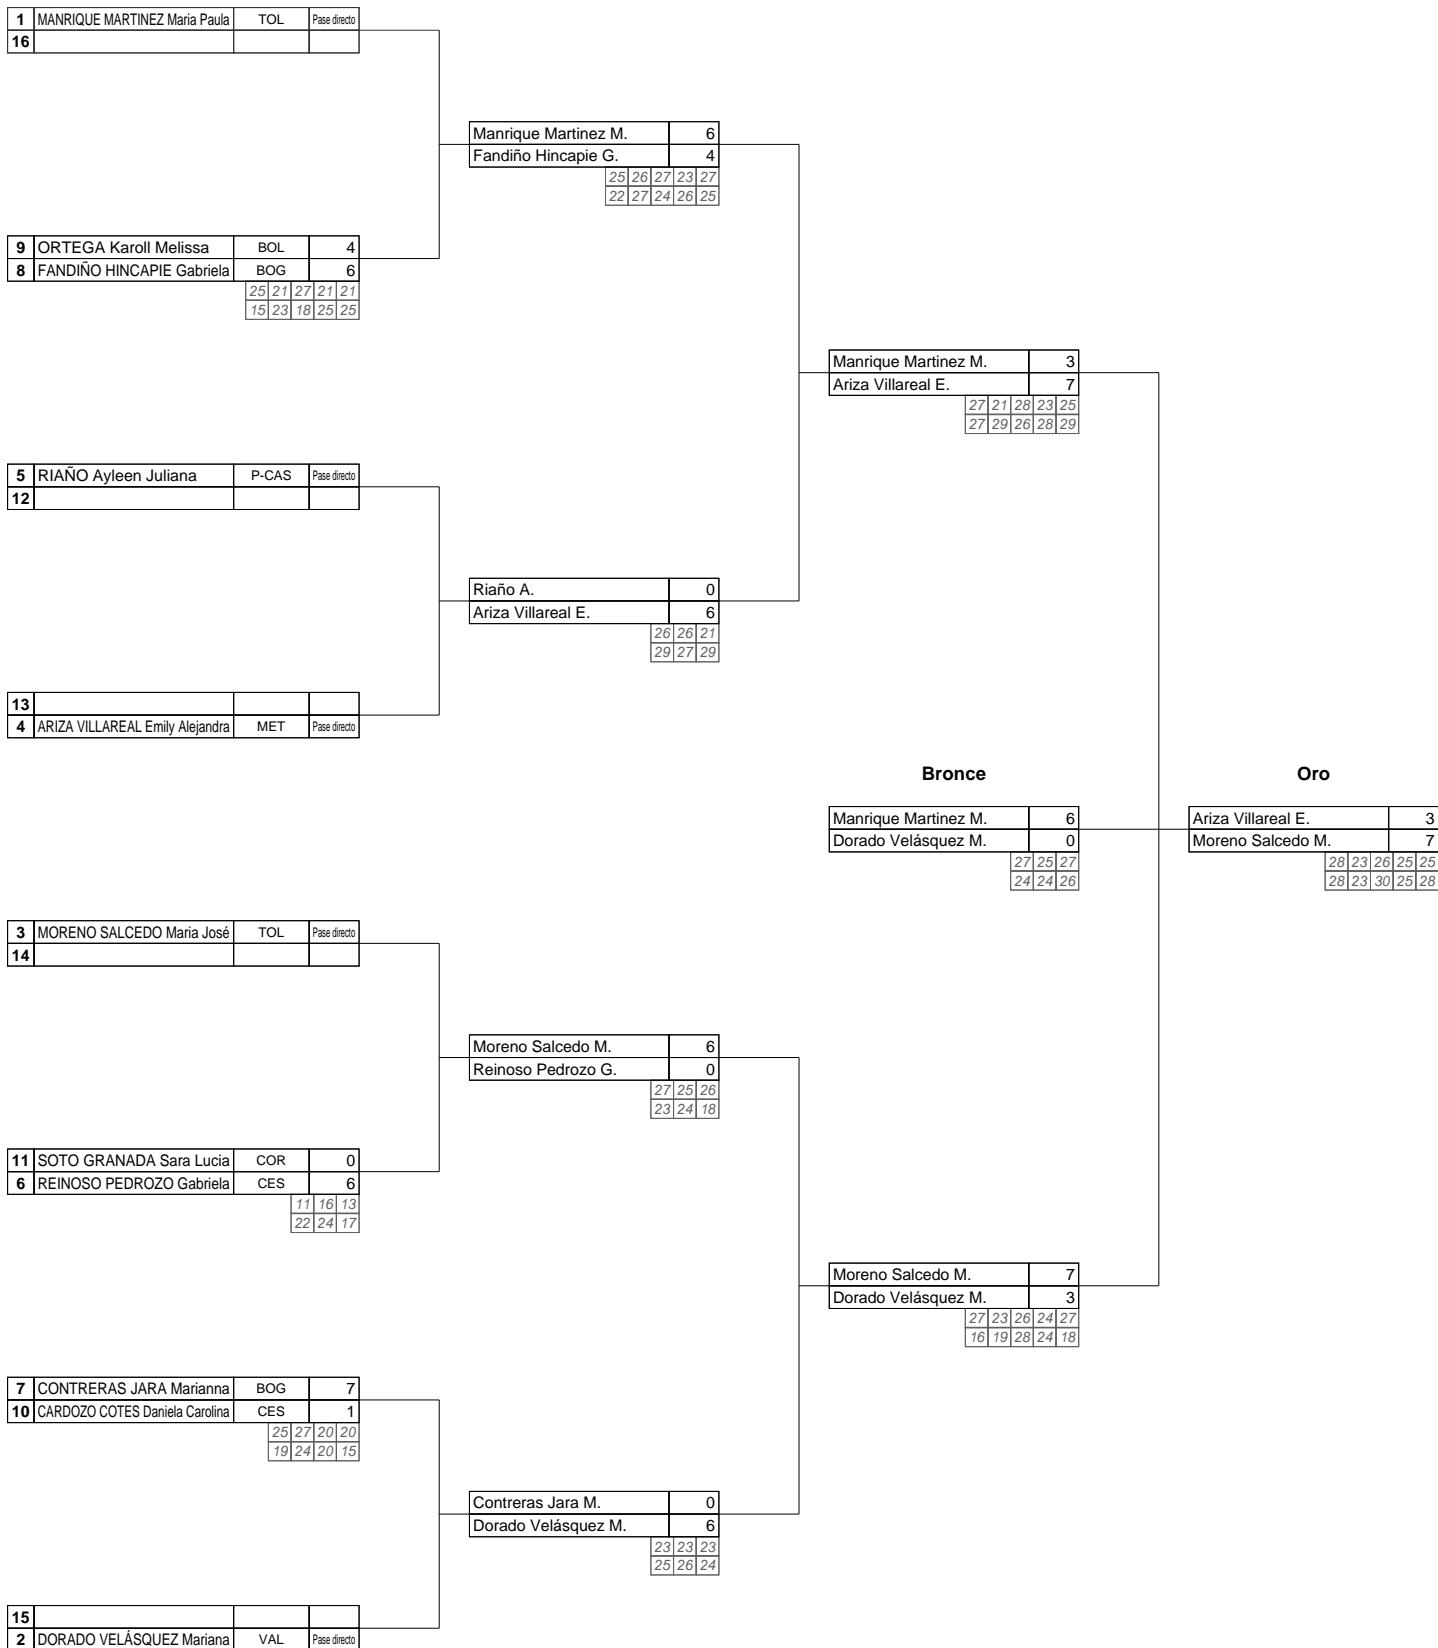 1 MANRIQUE MARTINEZ Maria Paula TOL Pase directo
16
Manrique Martinez M. 6
Fandiño Hincapie G. 4
25 26 27 23 27
22 27 24 26 25
9 ORTEGA Karoll Melissa BOL 4
8 FANDIÑO HINCAPIE Gabriela BOG 6
25 21 27 21 21
15 23 18 25 25
Manrique Martinez M. 3
Ariza Villareal E. 7
27 21 28 23 25
27 29 26 28 29
5 RIAÑO Ayleen Juliana P-CAS Pase directo
12
Riaño A. 0
Ariza Villareal E. 6
26 26 21
29 27 29
13
4 ARIZA VILLAREAL Emily Alejandra MET Pase directo
Bronce Oro
Manrique Martinez M. 6 Ariza Villareal E. 3
Dorado Velásquez M. 0 Moreno Salcedo M. 7
27 25 27 28 23 26 25 25
24 24 26 28 23 30 25 28
3 MORENO SALCEDO Maria José TOL Pase directo
14
Moreno Salcedo M. 6
Reinoso Pedrozo G. 0
27 25 26
23 24 18
11 SOTO GRANADA Sara Lucia COR 0
6 REINOSO PEDROZO Gabriela CES 6
11 16 13
22 24 17
Moreno Salcedo M. 7
Dorado Velásquez M. 3
27 23 26 24 27
16 19 28 24 18
7 CONTRERAS JARA Marianna BOG 7
10 CARDOZO COTES Daniela Carolina CES 1
25 27 20 20
19 24 20 15
Contreras Jara M. 0
Dorado Velásquez M. 6
23 23 23
25 26 24
15
2 DORADO VELÁSQUEZ Mariana VAL Pase directo